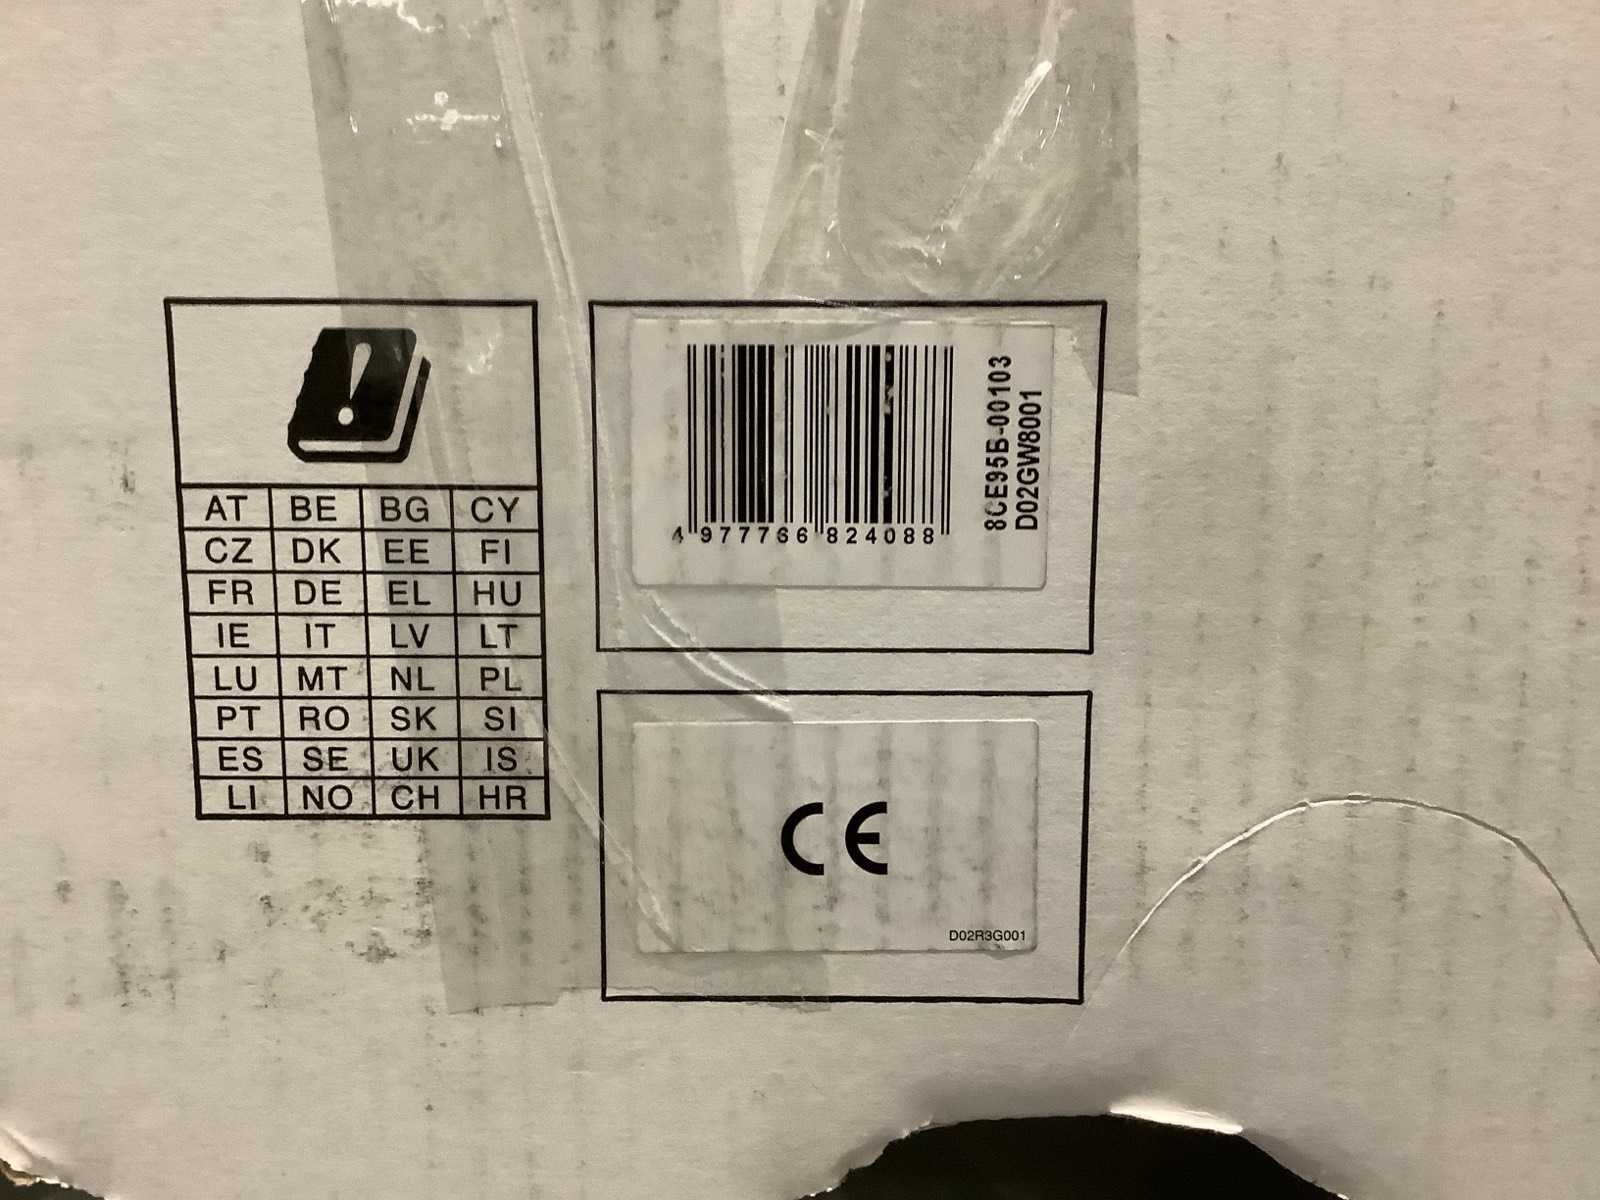 AT BE BG CY
CZ DK EE FI
FR DE EL HU
IE IT LV LT
LU MT NL PL
PT RO SK SI
ES SE UK IS
LI NO CH HR
4 977766 824088
8CE95B-00103
D02GW8001
CE
D02R3G001